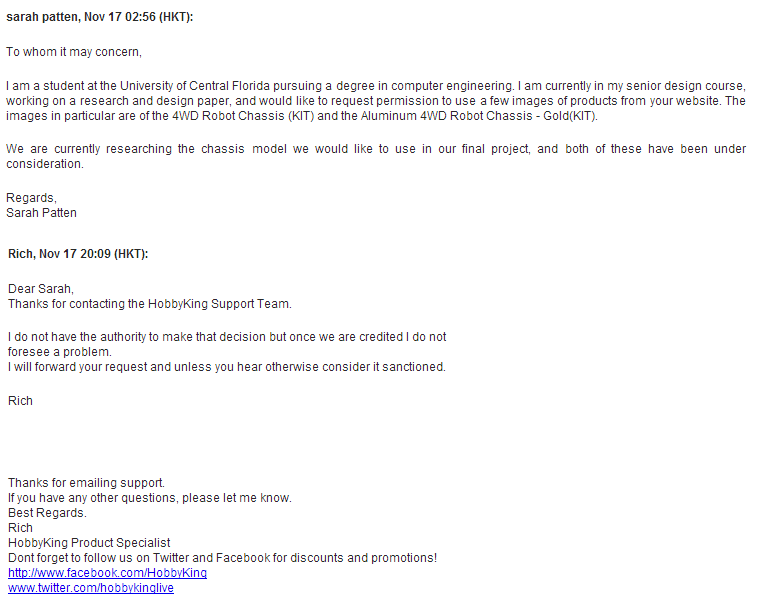 sarah patten, Nov 17 02:56 (HKT):
To whom it may concern,
I am a student at the University of Central Florida pursuing a degree in computer engineering. I am currently in my senior design course,
working on a research and design paper, and would like to request permission to use a few images of products from your website. The
images in particular are of the 4WD Robot Chassis (KIT) and the Aluminum 4WD Robot Chassis - Gold(KIT).
We are currently researching the chassis model we would like to use in our final project, and both of these have been under
consideration.
Regards,
Sarah Patten
Rich, Nov 17 20:09 (HKT):
Dear Sarah,
Thanks for contacting the HobbyKing Support Team.
I do not have the authority to make that decision but once we are credited I do not
foresee a problem.
I will forward your request and unless you hear otherwise consider it sanctioned.
Rich
Thanks for emailing support.
If you have any other questions, please let me know.
Best Regards.
Rich
HobbyKing Product Specialist
Dont forget to follow us on Twitter and Facebook for discounts and promotions!
http://www.facebook.com/HobbyKing
www.twitter.com/hobbykinglive